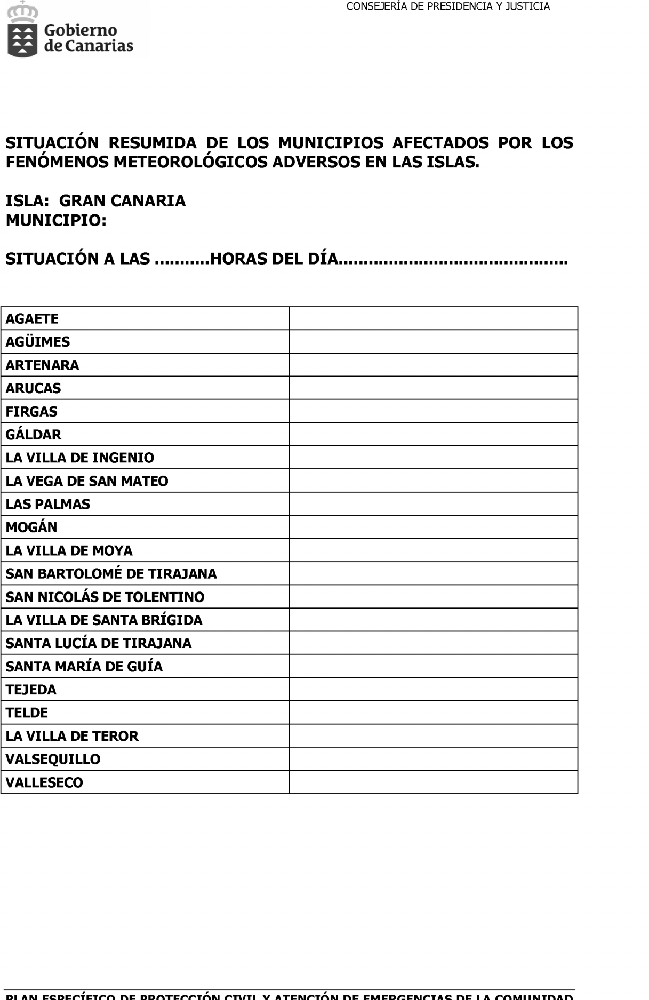 CONSEJERÍA DE PRESIDENCIA Y JUSTICIA
Gobierno
de Canarias
SITUACIÓN RESUMIDA DE LOS MUNICIPIOS AFECTADOS POR LOS
FENÓMENOS METEOROLÓGICOS ADVERSOS EN LAS ISLAS.
ISLA: GRAN CANARIA
MUNICIPIO:
SITUACIÓN A LAS ...........HORAS DEL DÍA..............................................
AGAETE
AGÜIMES
ARTENARA
ARUCAS
FIRGAS
GÁLDAR
LA VILLA DE INGENIO
LA VEGA DE SAN MATEO
LAS PALMAS
MOGÁN
LA VILLA DE MOYA
SAN BARTOLOMÉ DE TIRAJANA
SAN NICOLÁS DE TOLENTINO
LA VILLA DE SANTA BRÍGIDA
SANTA LUCÍA DE TIRAJANA
SANTA MARÍA DE GUÍA
TEJEDA
TELDE
LA VILLA DE TEROR
VALSEQUILLO
VALLESECO
PLAN ESPECÍFICO DE PROTECCIÓN CIVIL Y ATENCIÓN DE EMERGENCIAS DE LA COMUNIDAD